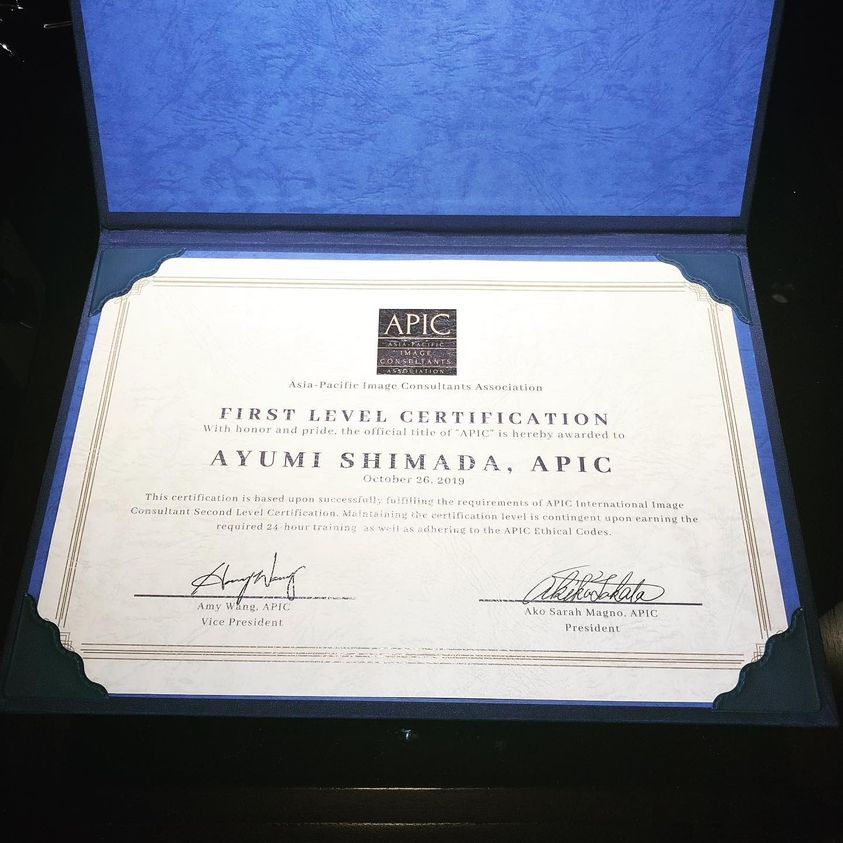 APIC
ASIA-PACIFIC
IMAGE
CONSULTANTS
ASSOCIATION
Asia-Pacific Image Consultants Association
FIRST LEVEL CERTIFICATION
With honor and pride, the official title of "APIC" is hereby awarded to
AYUMI SHIMADA, APIC
October 26, 2019
This certification is based upon successfully fulfilling the requirements of APIC International Image
Consultant Second Level Certification. Maintaining the certification level is contingent upon earning the
required 24-hour training as well as adhering to the APIC Ethical Codes.
Amy Wang, APIC
Vice President
Ako Sarah Magno, APIC
President